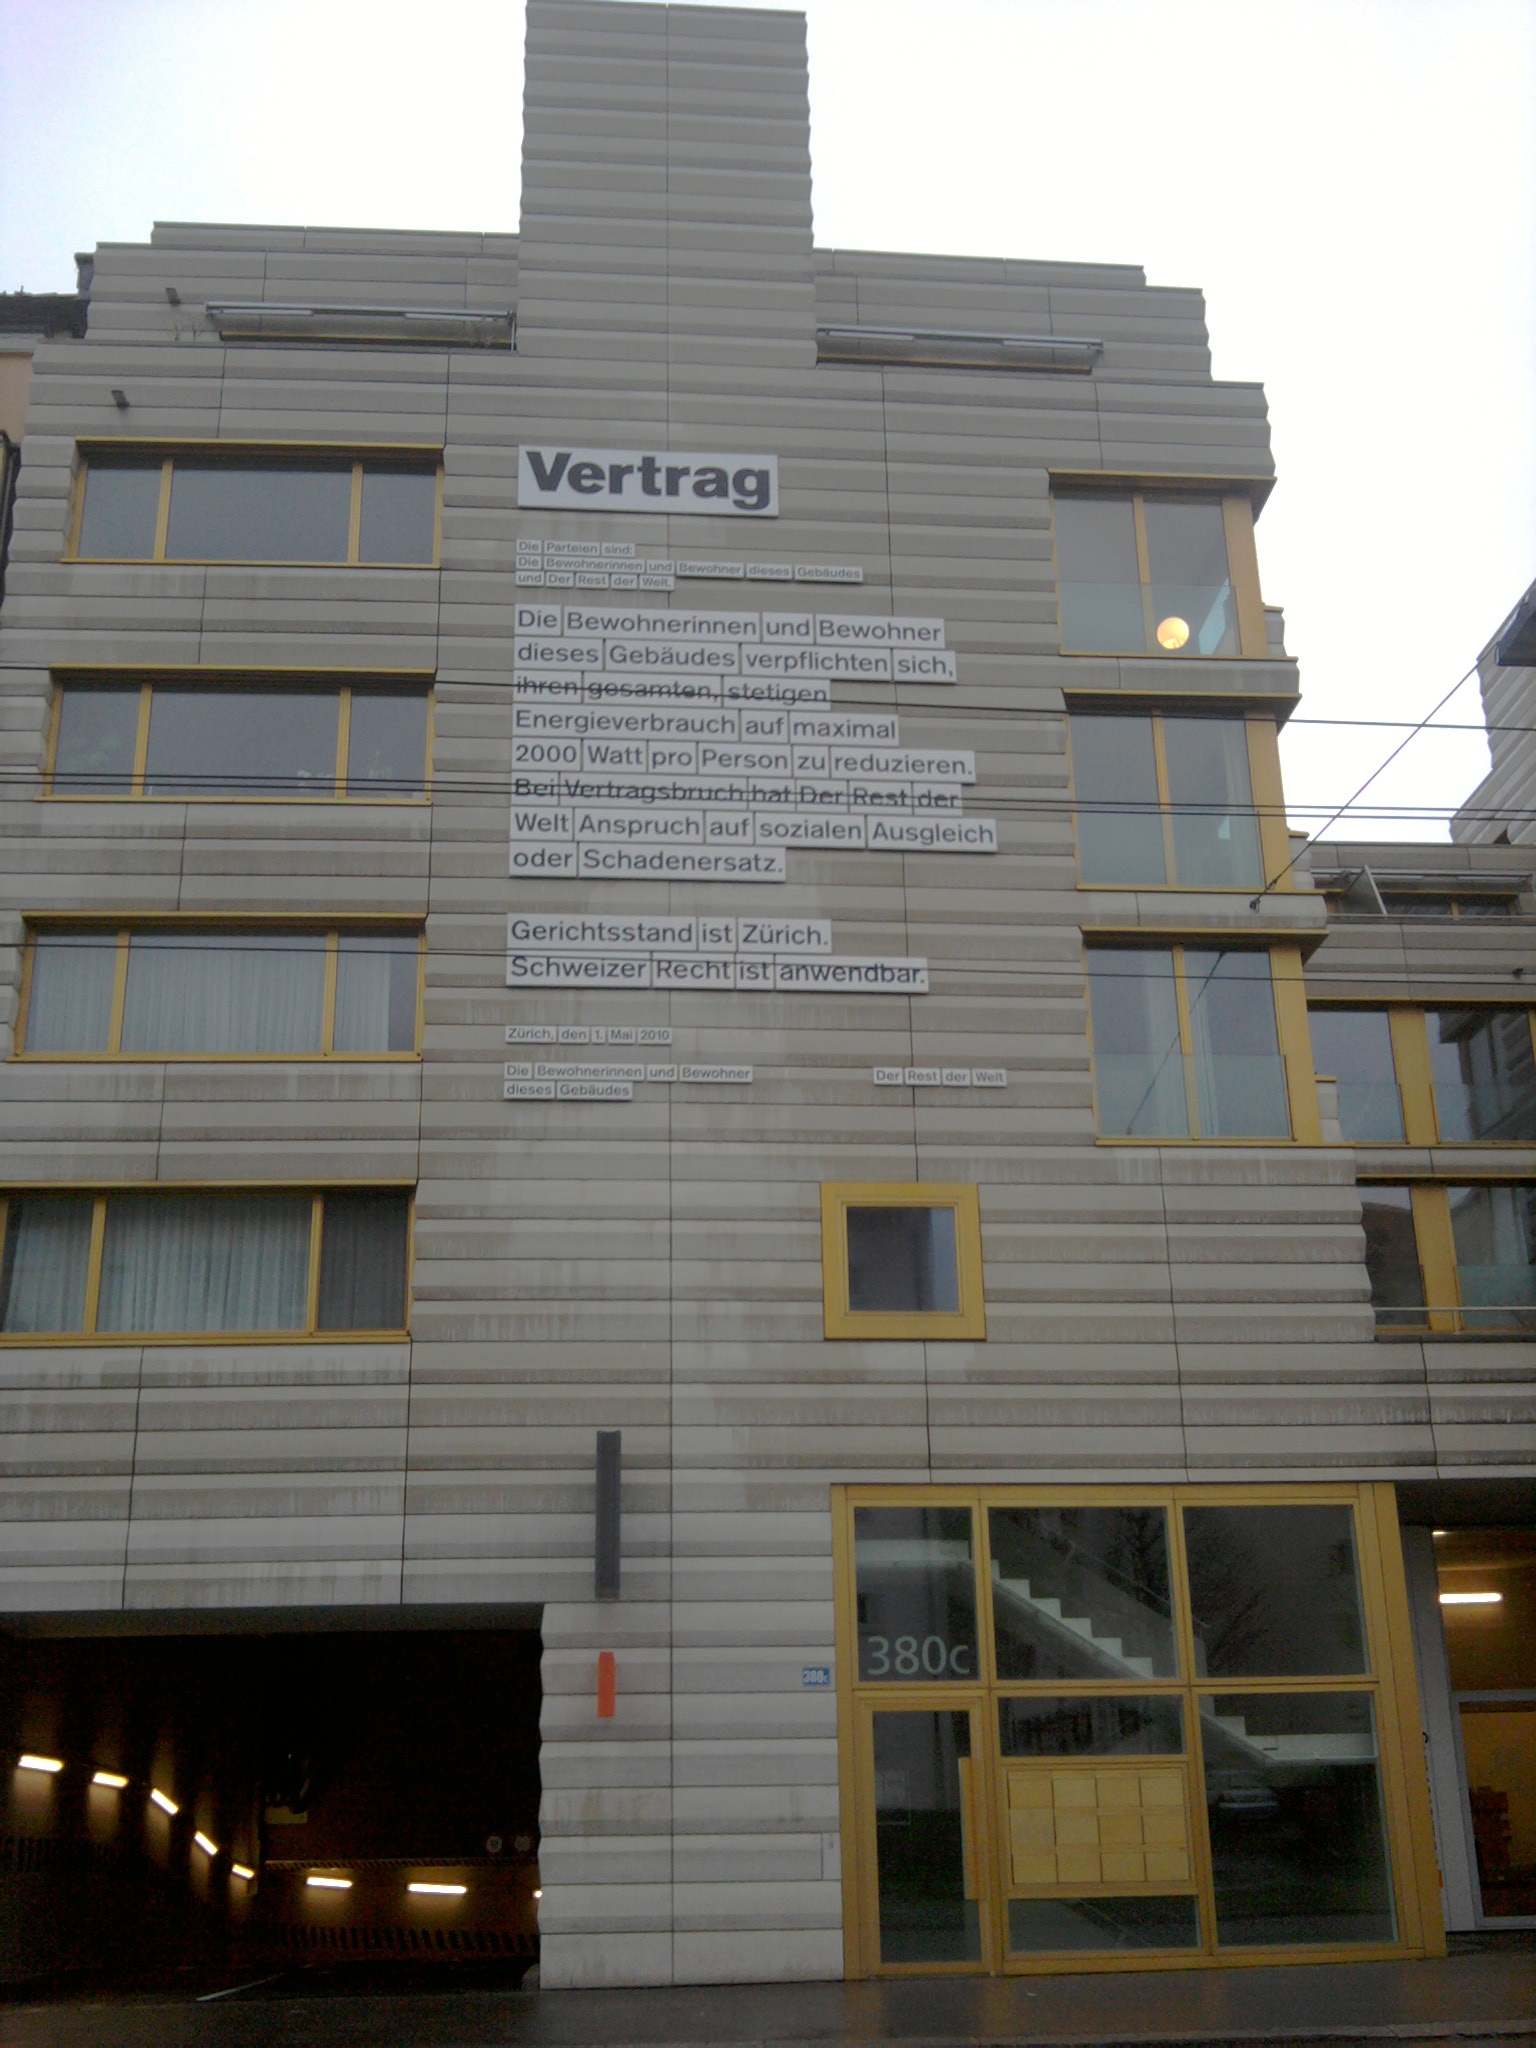 Vertrag
Die Parteien sind:
Die Bewohnerinnen und Bewohner dieses Gebäudes
und Der Rest der Welt.
Die Bewohnerinnen und Bewohner
dieses Gebäudes verpflichten sich,
ihren gesamten, stetigen
Energieverbrauch auf maximal
2000 Watt pro Person zu reduzieren.
Bei Vertragsbruch hat Der Rest der
Welt Anspruch auf sozialen Ausgleich
oder Schadenersatz.
Gerichtsstand ist Zürich.
Schweizer Recht ist anwendbar.
Zürich, den 1. Mai 2010
Die Bewohnerinnen und Bewohner
dieses Gebäudes
Der Rest der Welt
380c
380c